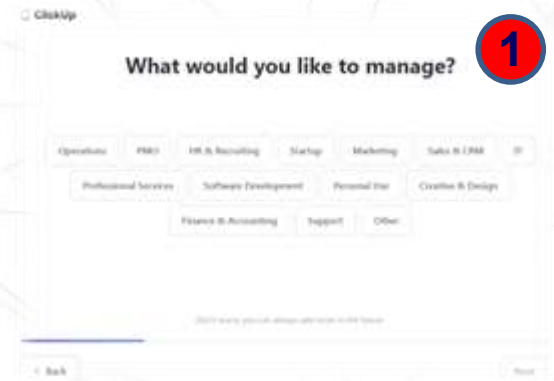 ClickUp
1
What would you like to manage?
Operations PMO HR & Recruiting Startup Marketing Sales & CRM IT
Professional Services Software Development Personal Use Creative & Design
Finance & Accounting Support Other
Back
Next